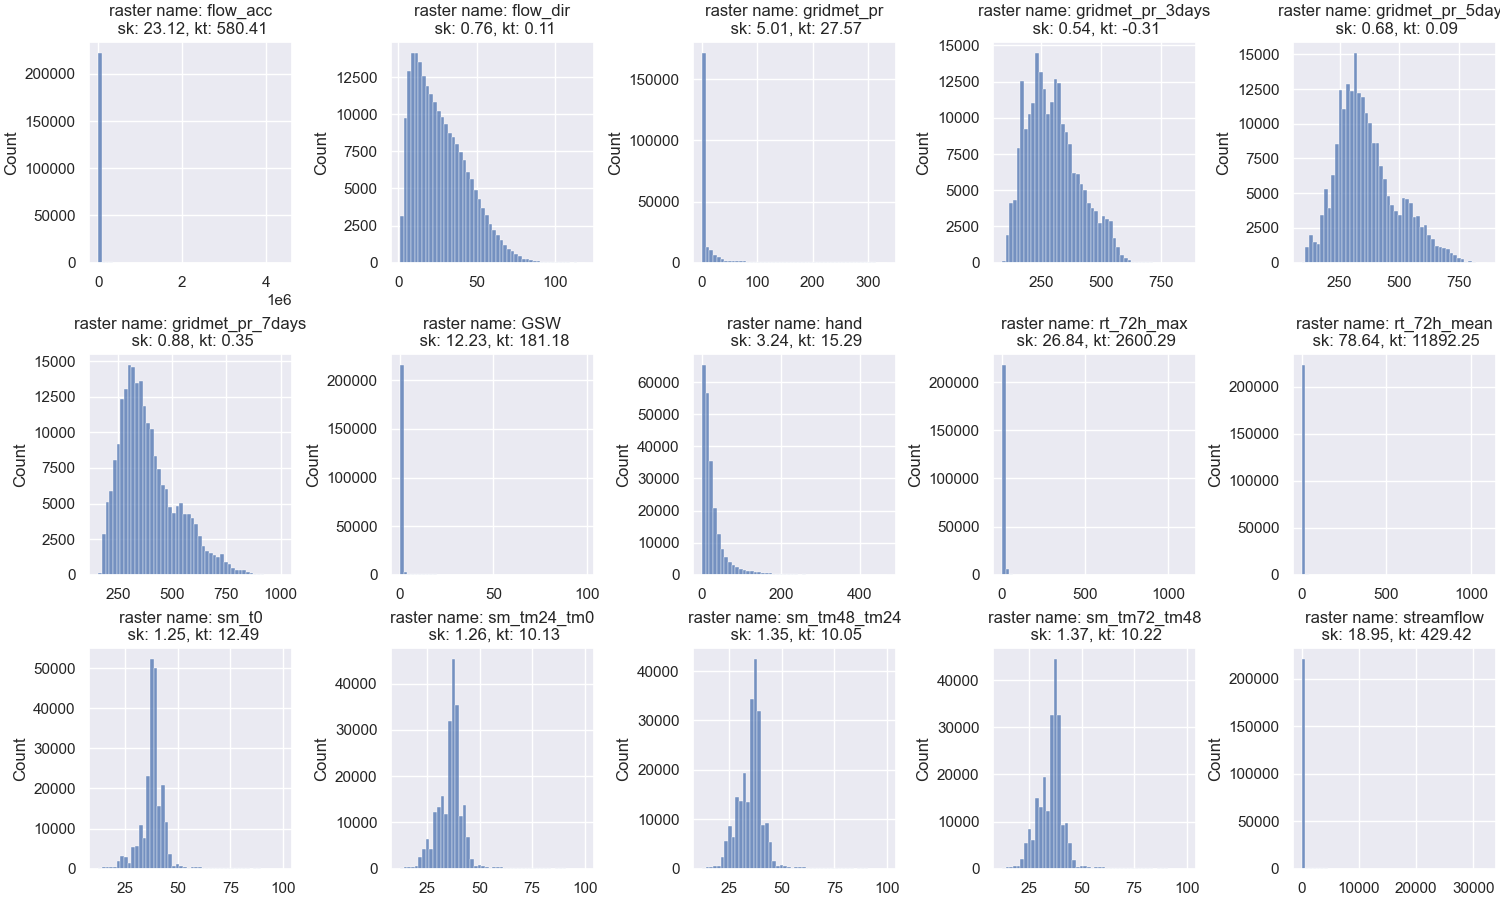 raster name: flow_acc
sk: 23.12, kt: 580.41
raster name: flow_dir
sk: 0.76, kt: 0.11
raster name: gridmet_pr
sk: 5.01, kt: 27.57
raster name: gridmet_pr_3days
sk: 0.54, kt: -0.31
raster name: gridmet_pr_5day
sk: 0.68, kt: 0.09
Count
200000
150000
100000
50000
0
0
2
4
1e6
Count
12500
10000
7500
5000
2500
0
0
50
100
Count
150000
100000
50000
0
0
100
200
300
Count
15000
12500
10000
7500
5000
2500
0
250
500
750
Count
15000
12500
10000
7500
5000
2500
0
250
500
750
raster name: gridmet_pr_7days
sk: 0.88, kt: 0.35
raster name: GSW
sk: 12.23, kt: 181.18
raster name: hand
sk: 3.24, kt: 15.29
raster name: rt_72h_max
sk: 26.84, kt: 2600.29
raster name: rt_72h_mean
sk: 78.64, kt: 11892.25
Count
15000
12500
10000
7500
5000
2500
0
250
500
750
1000
Count
200000
150000
100000
50000
0
0
50
100
Count
60000
50000
40000
30000
20000
10000
0
0
200
400
Count
200000
150000
100000
50000
0
0
500
1000
Count
200000
150000
100000
50000
0
0
500
1000
raster name: sm_t0
sk: 1.25, kt: 12.49
raster name: sm_tm24_tm0
sk: 1.26, kt: 10.13
raster name: sm_tm48_tm24
sk: 1.35, kt: 10.05
raster name: sm_tm72_tm48
sk: 1.37, kt: 10.22
raster name: streamflow
sk: 18.95, kt: 429.42
Count
50000
40000
30000
20000
10000
0
25
50
75
100
Count
40000
30000
20000
10000
0
25
50
75
100
Count
40000
30000
20000
10000
0
25
50
75
100
Count
40000
30000
20000
10000
0
25
50
75
100
Count
200000
150000
100000
50000
0
0
10000
20000
30000